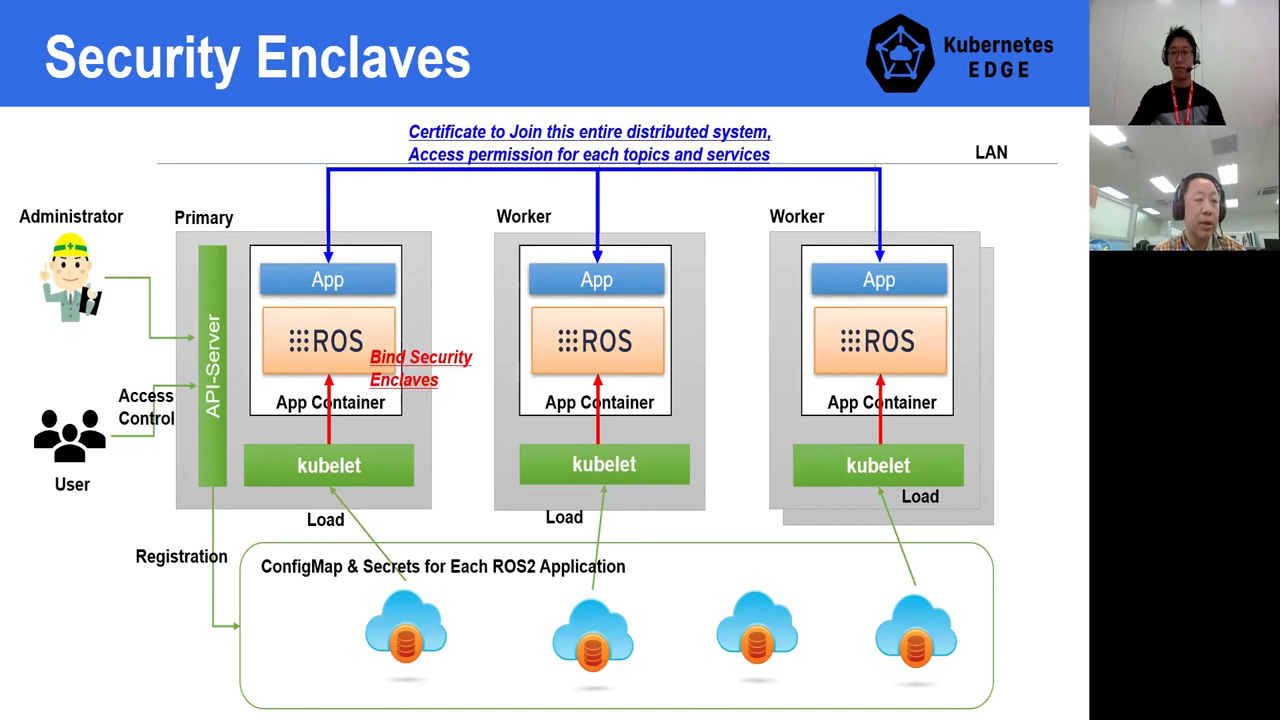 Security Enclaves
Kubernetes
EDGE
Certificate to Join this entire distributed system,
Access permission for each topics and services
LAN
Administrator
Primary
Worker
Worker
App
App
App
API-Server
ROS
ROS
ROS
Bind Security
Enclaves
Access
Control
App Container
App Container
App Container
User
kubelet
kubelet
kubelet
Load
Load
Load
Registration
ConfigMap & Secrets for Each ROS2 Application